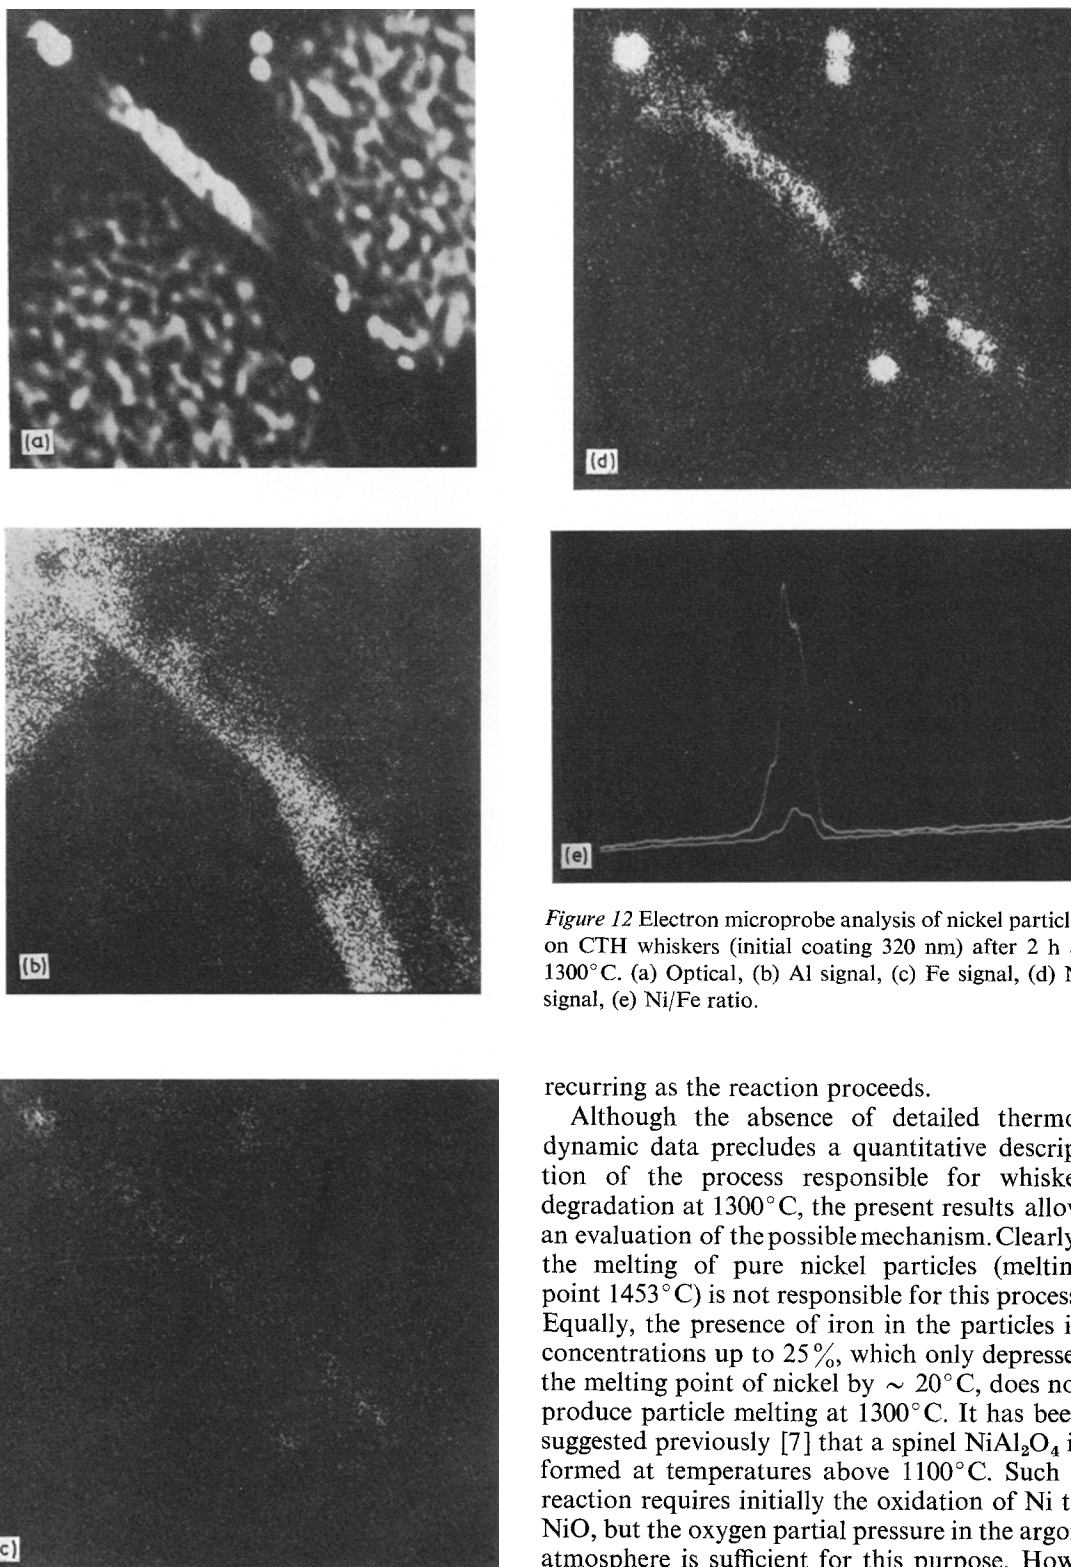 (a)
(d)
(b)
(e)
Figure 12 Electron microprobe analysis of nickel particl
on CTH whiskers (initial coating 320 nm) after 2 h
1300°C. (a) Optical, (b) Al signal, (c) Fe signal, (d) N
signal, (e) Ni/Fe ratio.
c)
recurring as the reaction proceeds.
Although the absence of detailed thermo
dynamic data precludes a quantitative descrip
tion of the process responsible for whiske
degradation at 1300°C, the present results allow
an evaluation of the possible mechanism. Clearly
the melting of pure nickel particles (meltin
point 1453°C) is not responsible for this process
Equally, the presence of iron in the particles i
concentrations up to 25%, which only depresse
the melting point of nickel by ~ 20°C, does no
produce particle melting at 1300°C. It has bee
suggested previously [7] that a spinel NiAl₂O₄ i
formed at temperatures above 1100°C. Such
reaction requires initially the oxidation of Ni t
NiO, but the oxygen partial pressure in the argo
atmosphere is sufficient for this purpose. How